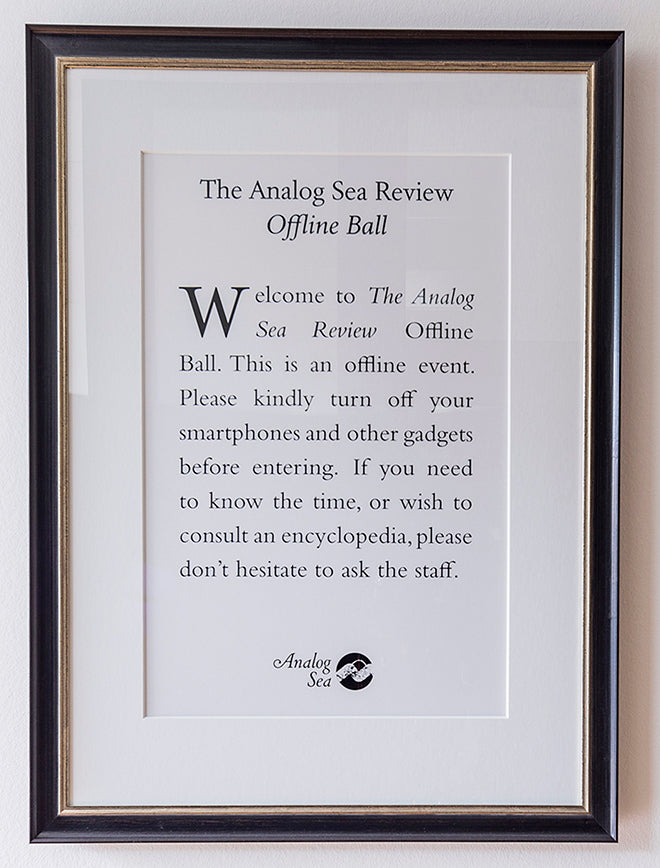 The Analog Sea Review
Offline Ball
Welcome to The Analog
Sea Review Offline
Ball. This is an offline event.
Please kindly turn off your
smartphones and other gadgets
before entering. If you need
to know the time, or wish to
consult an encyclopedia, please
don't hesitate to ask the staff.
Analog
Sea